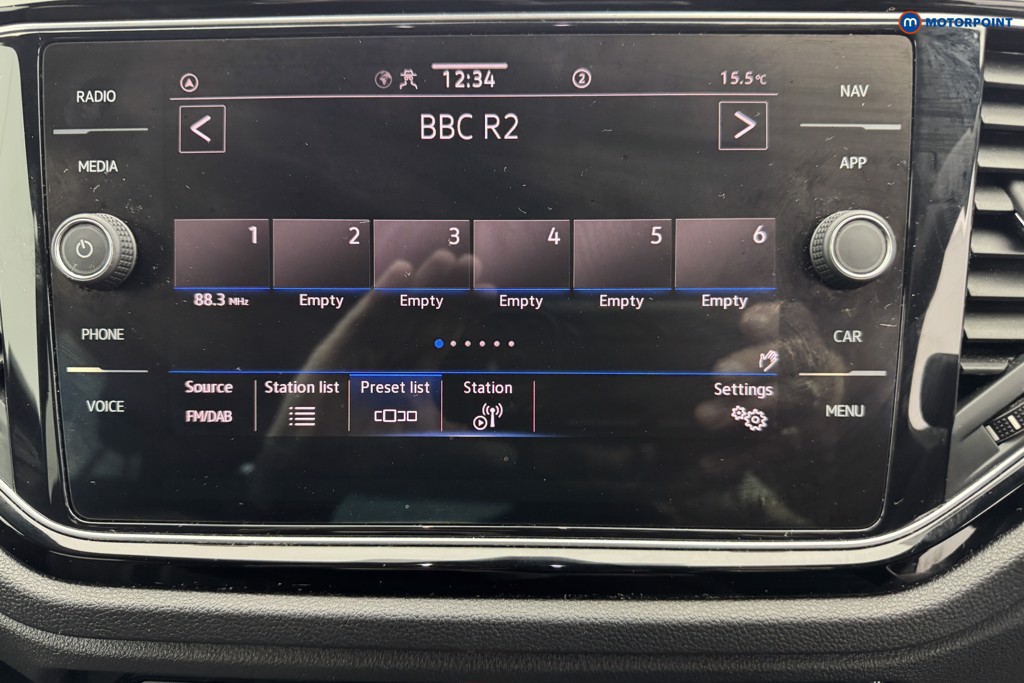 m MOTORPOINT
RADIO
MEDIA
PHONE
VOICE
12:34
2
15.5°C
<
BBC R2
>
1 2 3 4 5 6
88.3 MHz Empty Empty Empty Empty Empty
Source Station list Preset list Station Settings
FM/DAB
NAV
APP
CAR
MENU